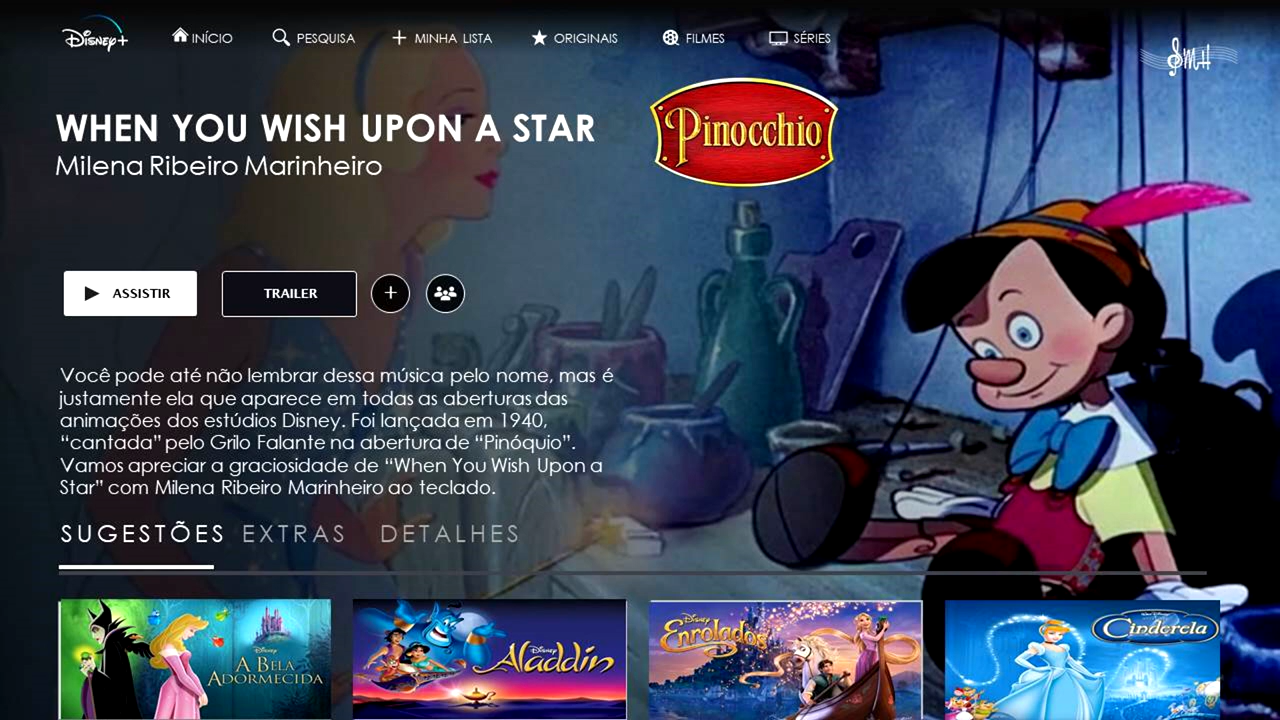 Disney+ INÍCIO PESQUISA MINHA LISTA ORIGINAIS FILMES SÉRIES
SMH
WHEN YOU WISH UPON A STAR
Milena Ribeiro Marinheiro
Pinocchio
ASSISTIR TRAILER
Você pode até não lembrar dessa música pelo nome, mas é
justamente ela que aparece em todas as aberturas das
animações dos estúdios Disney. Foi lançada em 1940,
“cantada” pelo Grilo Falante na abertura de “Pinóquio”.
Vamos apreciar a graciosidade de “When You Wish Upon a
Star” com Milena Ribeiro Marinheiro ao teclado.
SUGESTÕES EXTRAS DETALHES
Disney
A BELA
ADORMECIDA
Disney
Aladdin
Disney
Enrolados
Cinderela